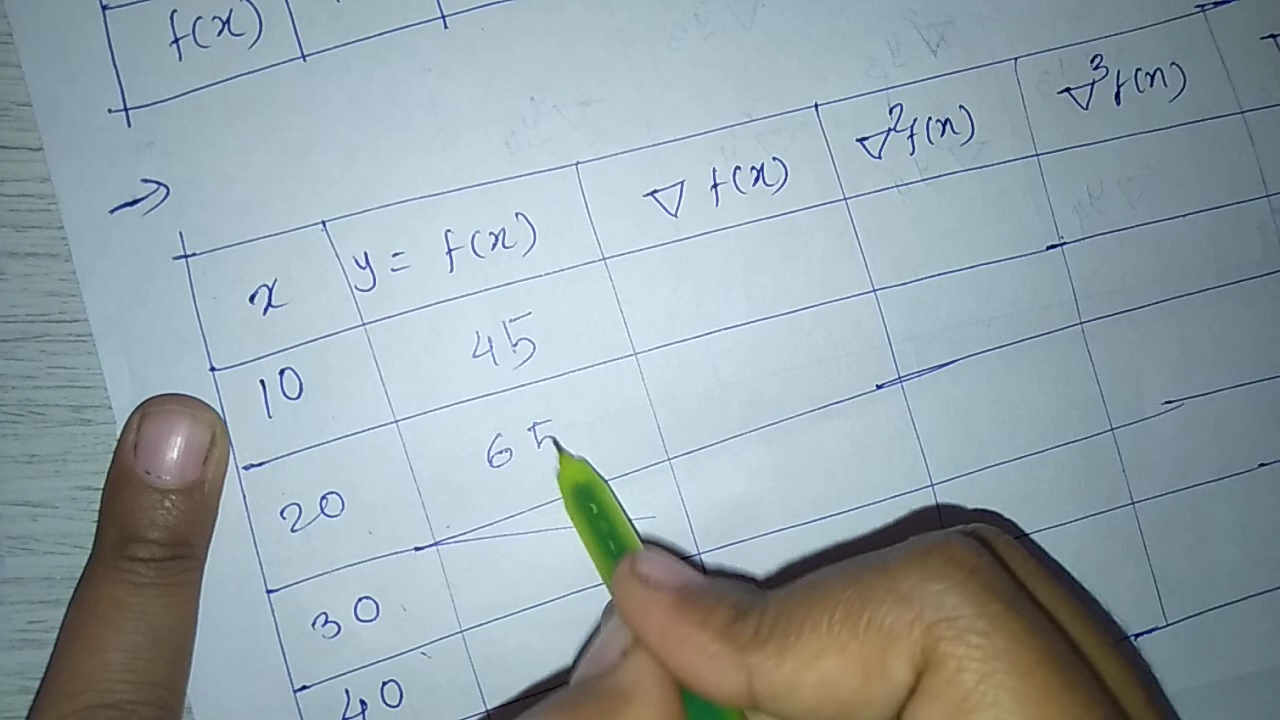 f(x)
→
x y = f(x) ∇ f(x) ∇²f(x) ∇³f(x)
10 45
20 65
30
40